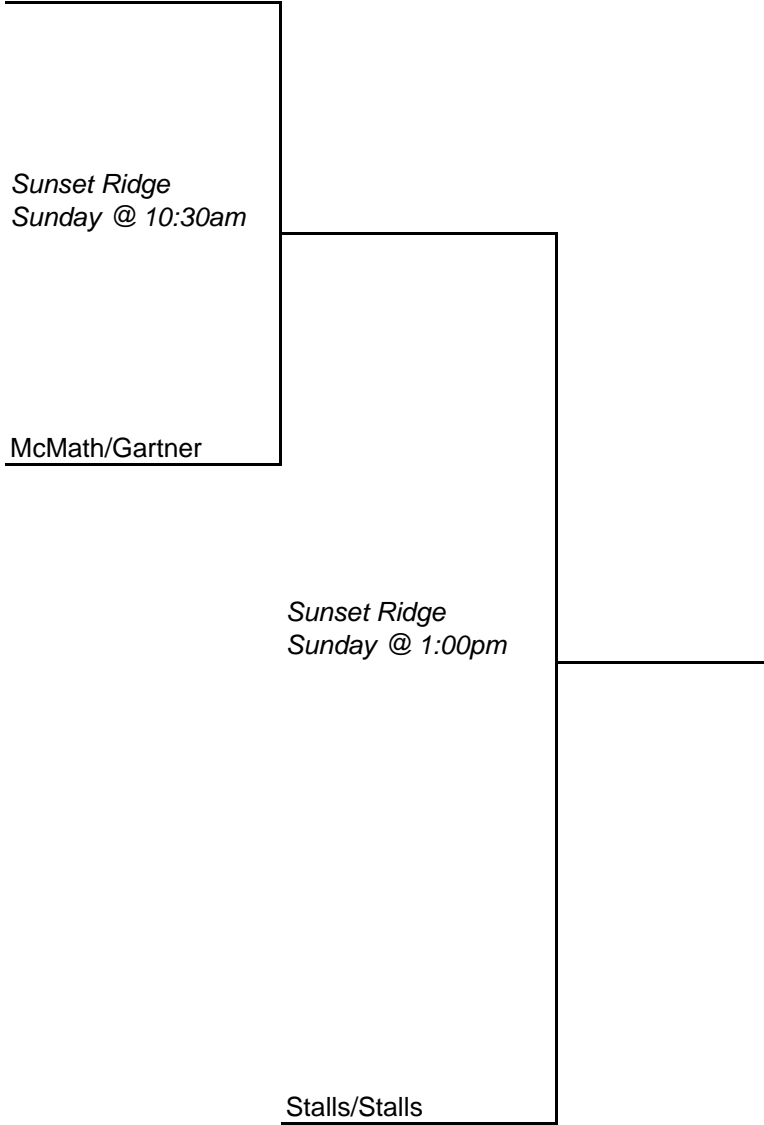 Sunset Ridge
Sunday @ 10:30am
McMath/Gartner
Sunset Ridge
Sunday @ 1:00pm
Stalls/Stalls